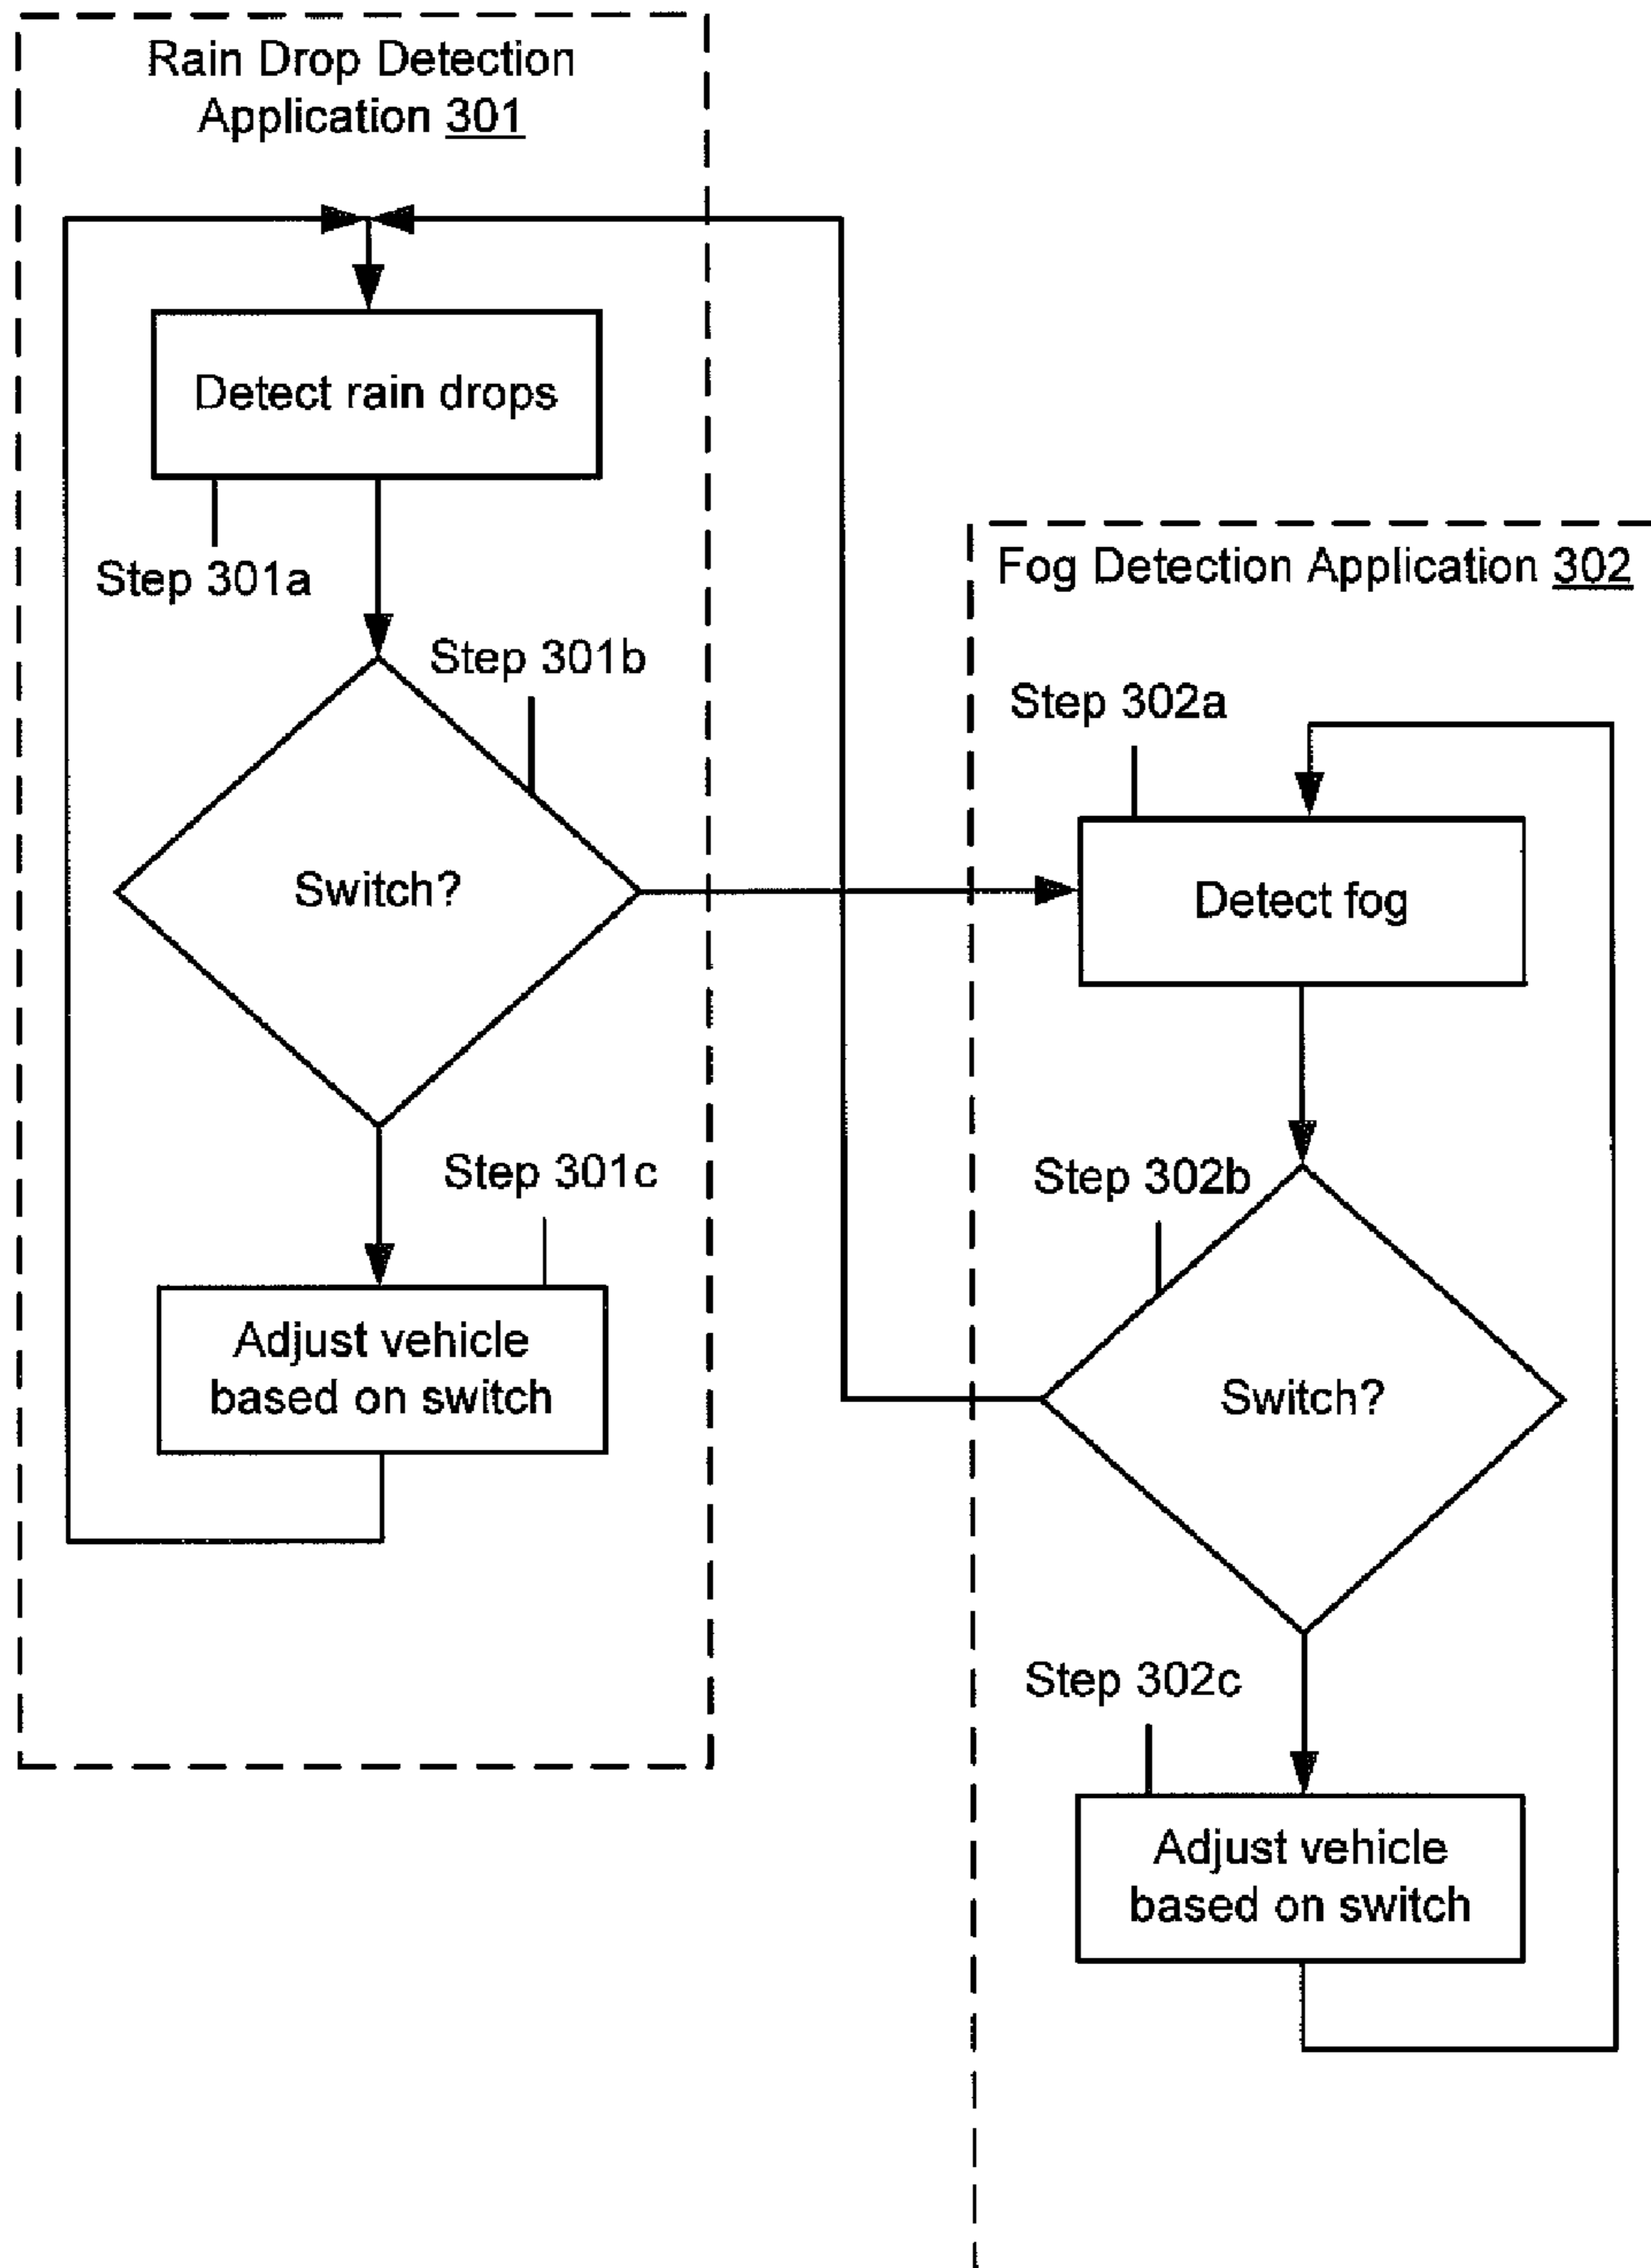 Rain Drop Detection
Application 301
Detect rain drops
Step 301a
Step 301b
Switch?
Step 301c
Adjust vehicle
based on switch
Fog Detection Application 302
Step 302a
Detect fog
Step 302b
Switch?
Step 302c
Adjust vehicle
based on switch